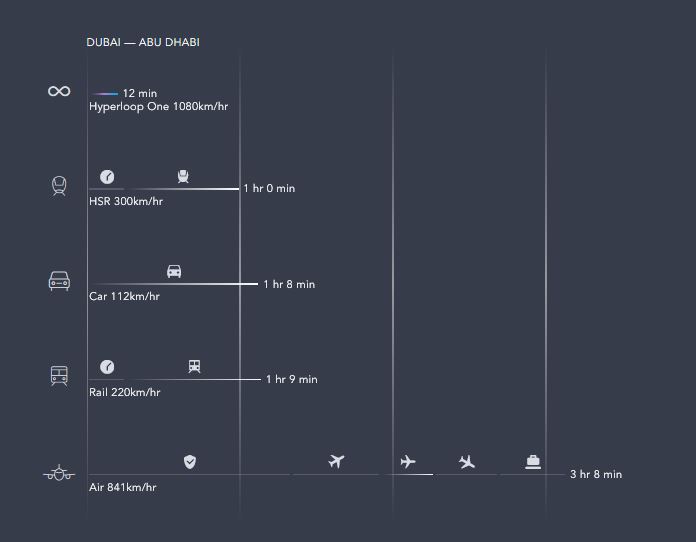 DUBAI — ABU DHABI
12 min
Hyperloop One 1080km/hr
1 hr 0 min
HSR 300km/hr
1 hr 8 min
Car 112km/hr
1 hr 9 min
Rail 220km/hr
3 hr 8 min
Air 841km/hr